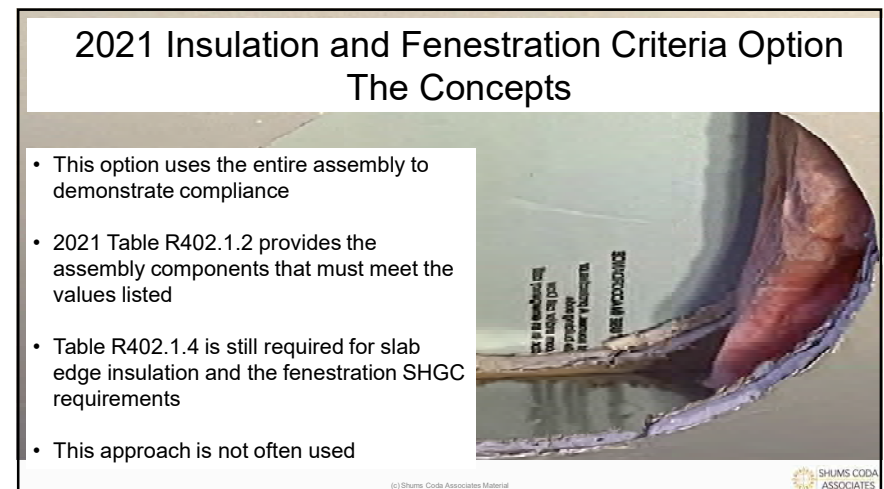 2021 Insulation and Fenestration Criteria Option
The Concepts
• This option uses the entire assembly to
demonstrate compliance
• 2021 Table R402.1.2 provides the
assembly components that must meet the
values listed
• Table R402.1.4 is still required for slab
edge insulation and the fenestration SHGC
requirements
• This approach is not often used
(c) Shums Coda Associates Material
SHUMS CODA
ASSOCIATES